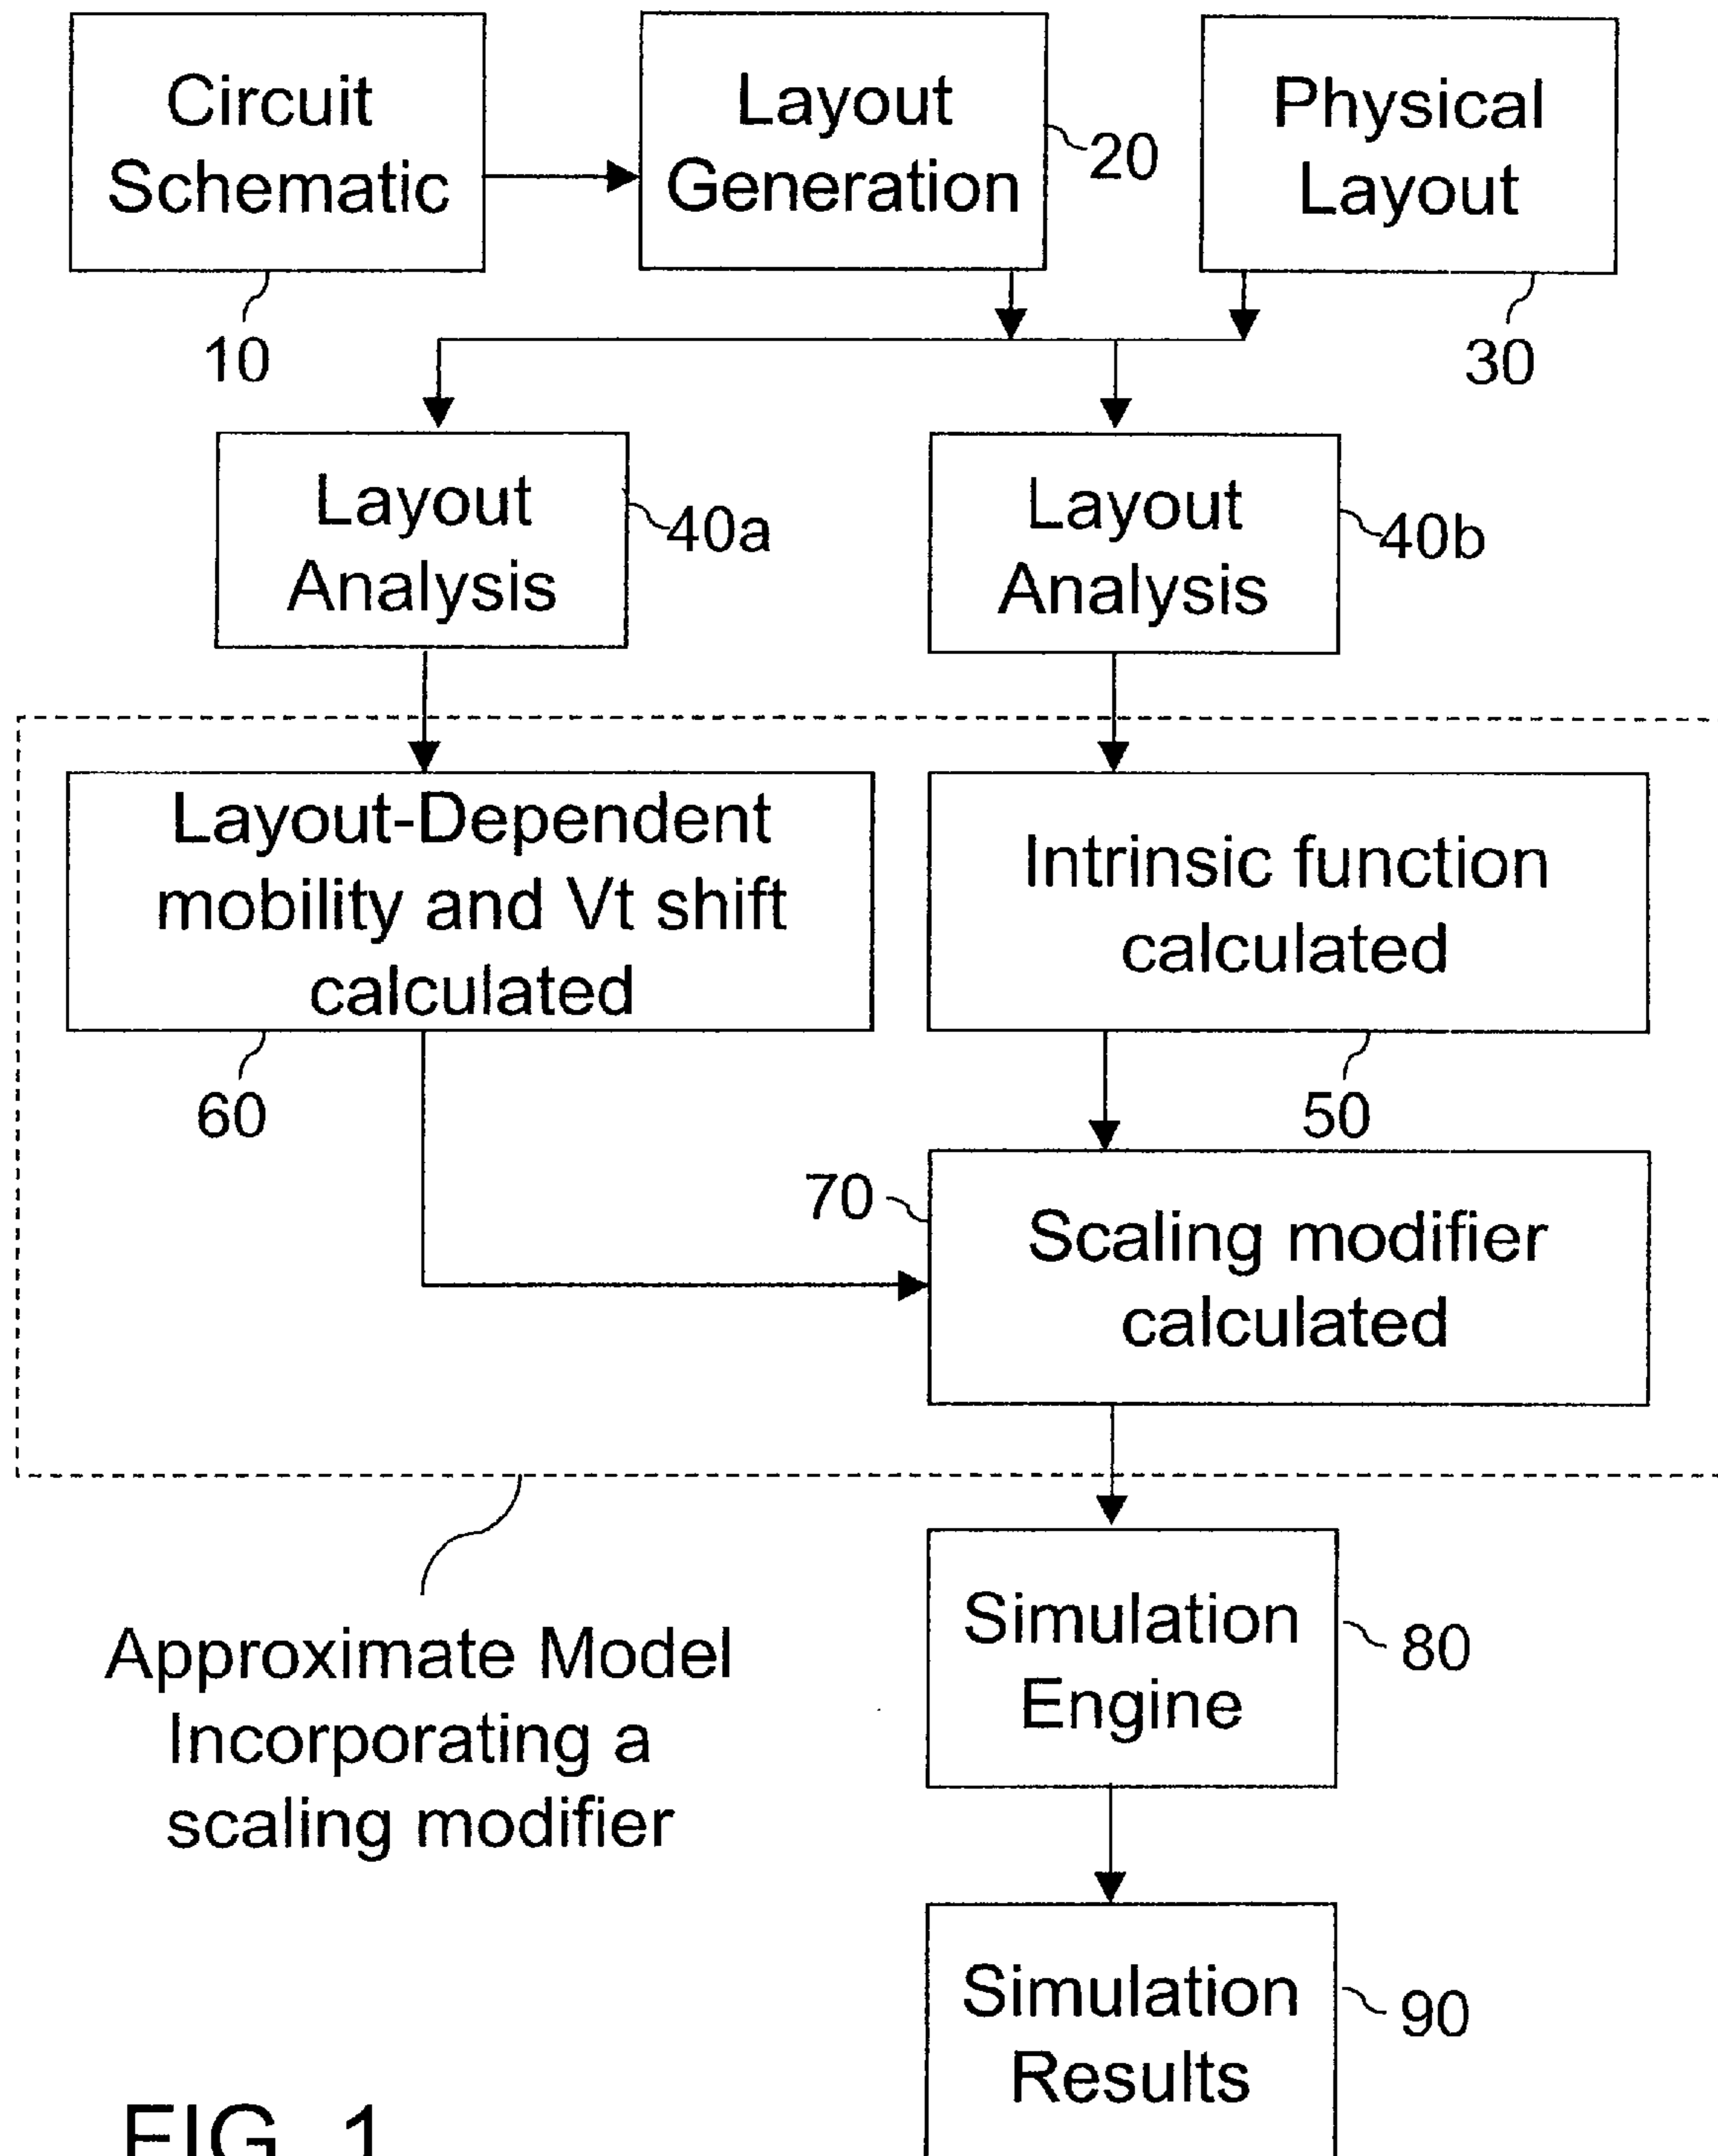 Circuit
Schematic
10
Layout
Generation
20
Physical
Layout
30
Layout
Analysis
40a
Layout
Analysis
40b
Layout-Dependent
mobility and Vt shift
calculated
60
Intrinsic function
calculated
50
70
Scaling modifier
calculated
Approximate Model
Incorporating a
scaling modifier
Simulation
Engine
80
Simulation
Results
90
FIG. 1